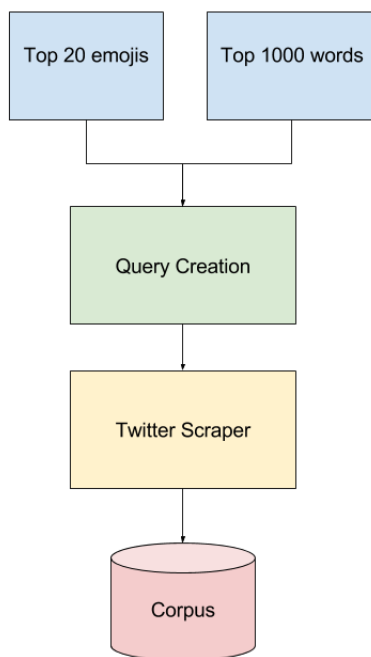 Top 20 emojis
Top 1000 words
Query Creation
Twitter Scraper
Corpus